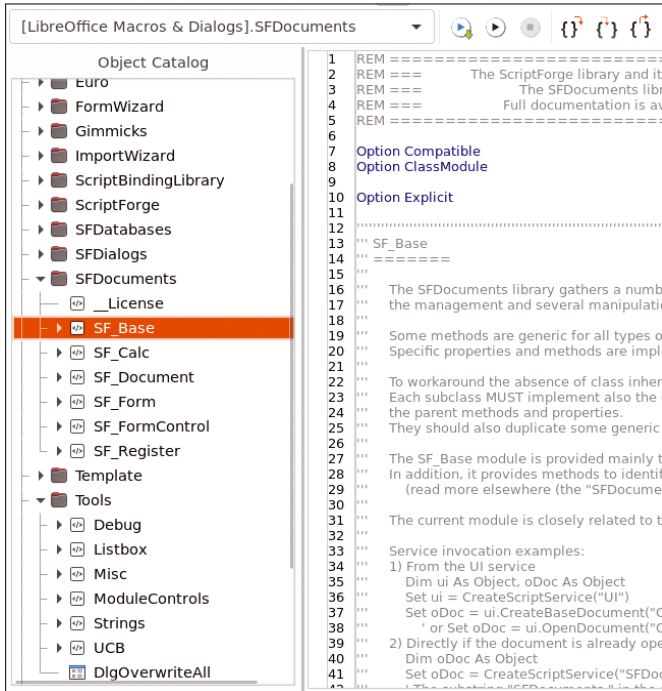 [LibreOffice Macros & Dialogs].SFDocuments
Object Catalog
Euro
FormWizard
Gimmicks
ImportWizard
ScriptBindingLibrary
ScriptForge
SFDatabases
SFDialogs
SFDocuments
__License
SF_Base
SF_Calc
SF_Document
SF_Form
SF_FormControl
SF_Register
Template
Tools
Debug
Listbox
Misc
ModuleControls
Strings
UCB
DlgOverwriteAll
1 REM ==============================
2 REM === The ScriptForge library and it
3 REM === The SFDocuments libr
4 REM === Full documentation is av
5 REM ==============================
6
7 Option Compatible
8 Option ClassModule
9
10 Option Explicit
11
12 ''''''''''''''''''''''''''''''''''''''''''''''''''''''''''''''''''''''''''''''''
13 ''' SF_Base
14 ''' =======
15 '''
16 ''' The SFDocuments library gathers a numb
17 ''' the management and several manipulatio
18 '''
19 ''' Some methods are generic for all types o
20 ''' Specific properties and methods are imple
21 '''
22 ''' To workaround the absence of class inher
23 ''' Each subclass MUST implement also the
24 ''' the parent methods and properties.
25 ''' They should also duplicate some generic
26 '''
27 ''' The SF_Base module is provided mainly t
28 ''' In addition, it provides methods to identif
29 ''' (read more elsewhere (the "SFDocume
30 '''
31 ''' The current module is closely related to t
32 '''
33 ''' Service invocation examples:
34 ''' 1) From the UI service
35 ''' Dim ui As Object, oDoc As Object
36 ''' Set ui = CreateScriptService("UI")
37 ''' Set oDoc = ui.CreateBaseDocument("C
38 ''' ' or Set oDoc = ui.OpenDocument("C
39 ''' 2) Directly if the document is already ope
40 ''' Dim oDoc As Object
41 ''' Set oDoc = CreateScriptService("SFDoc